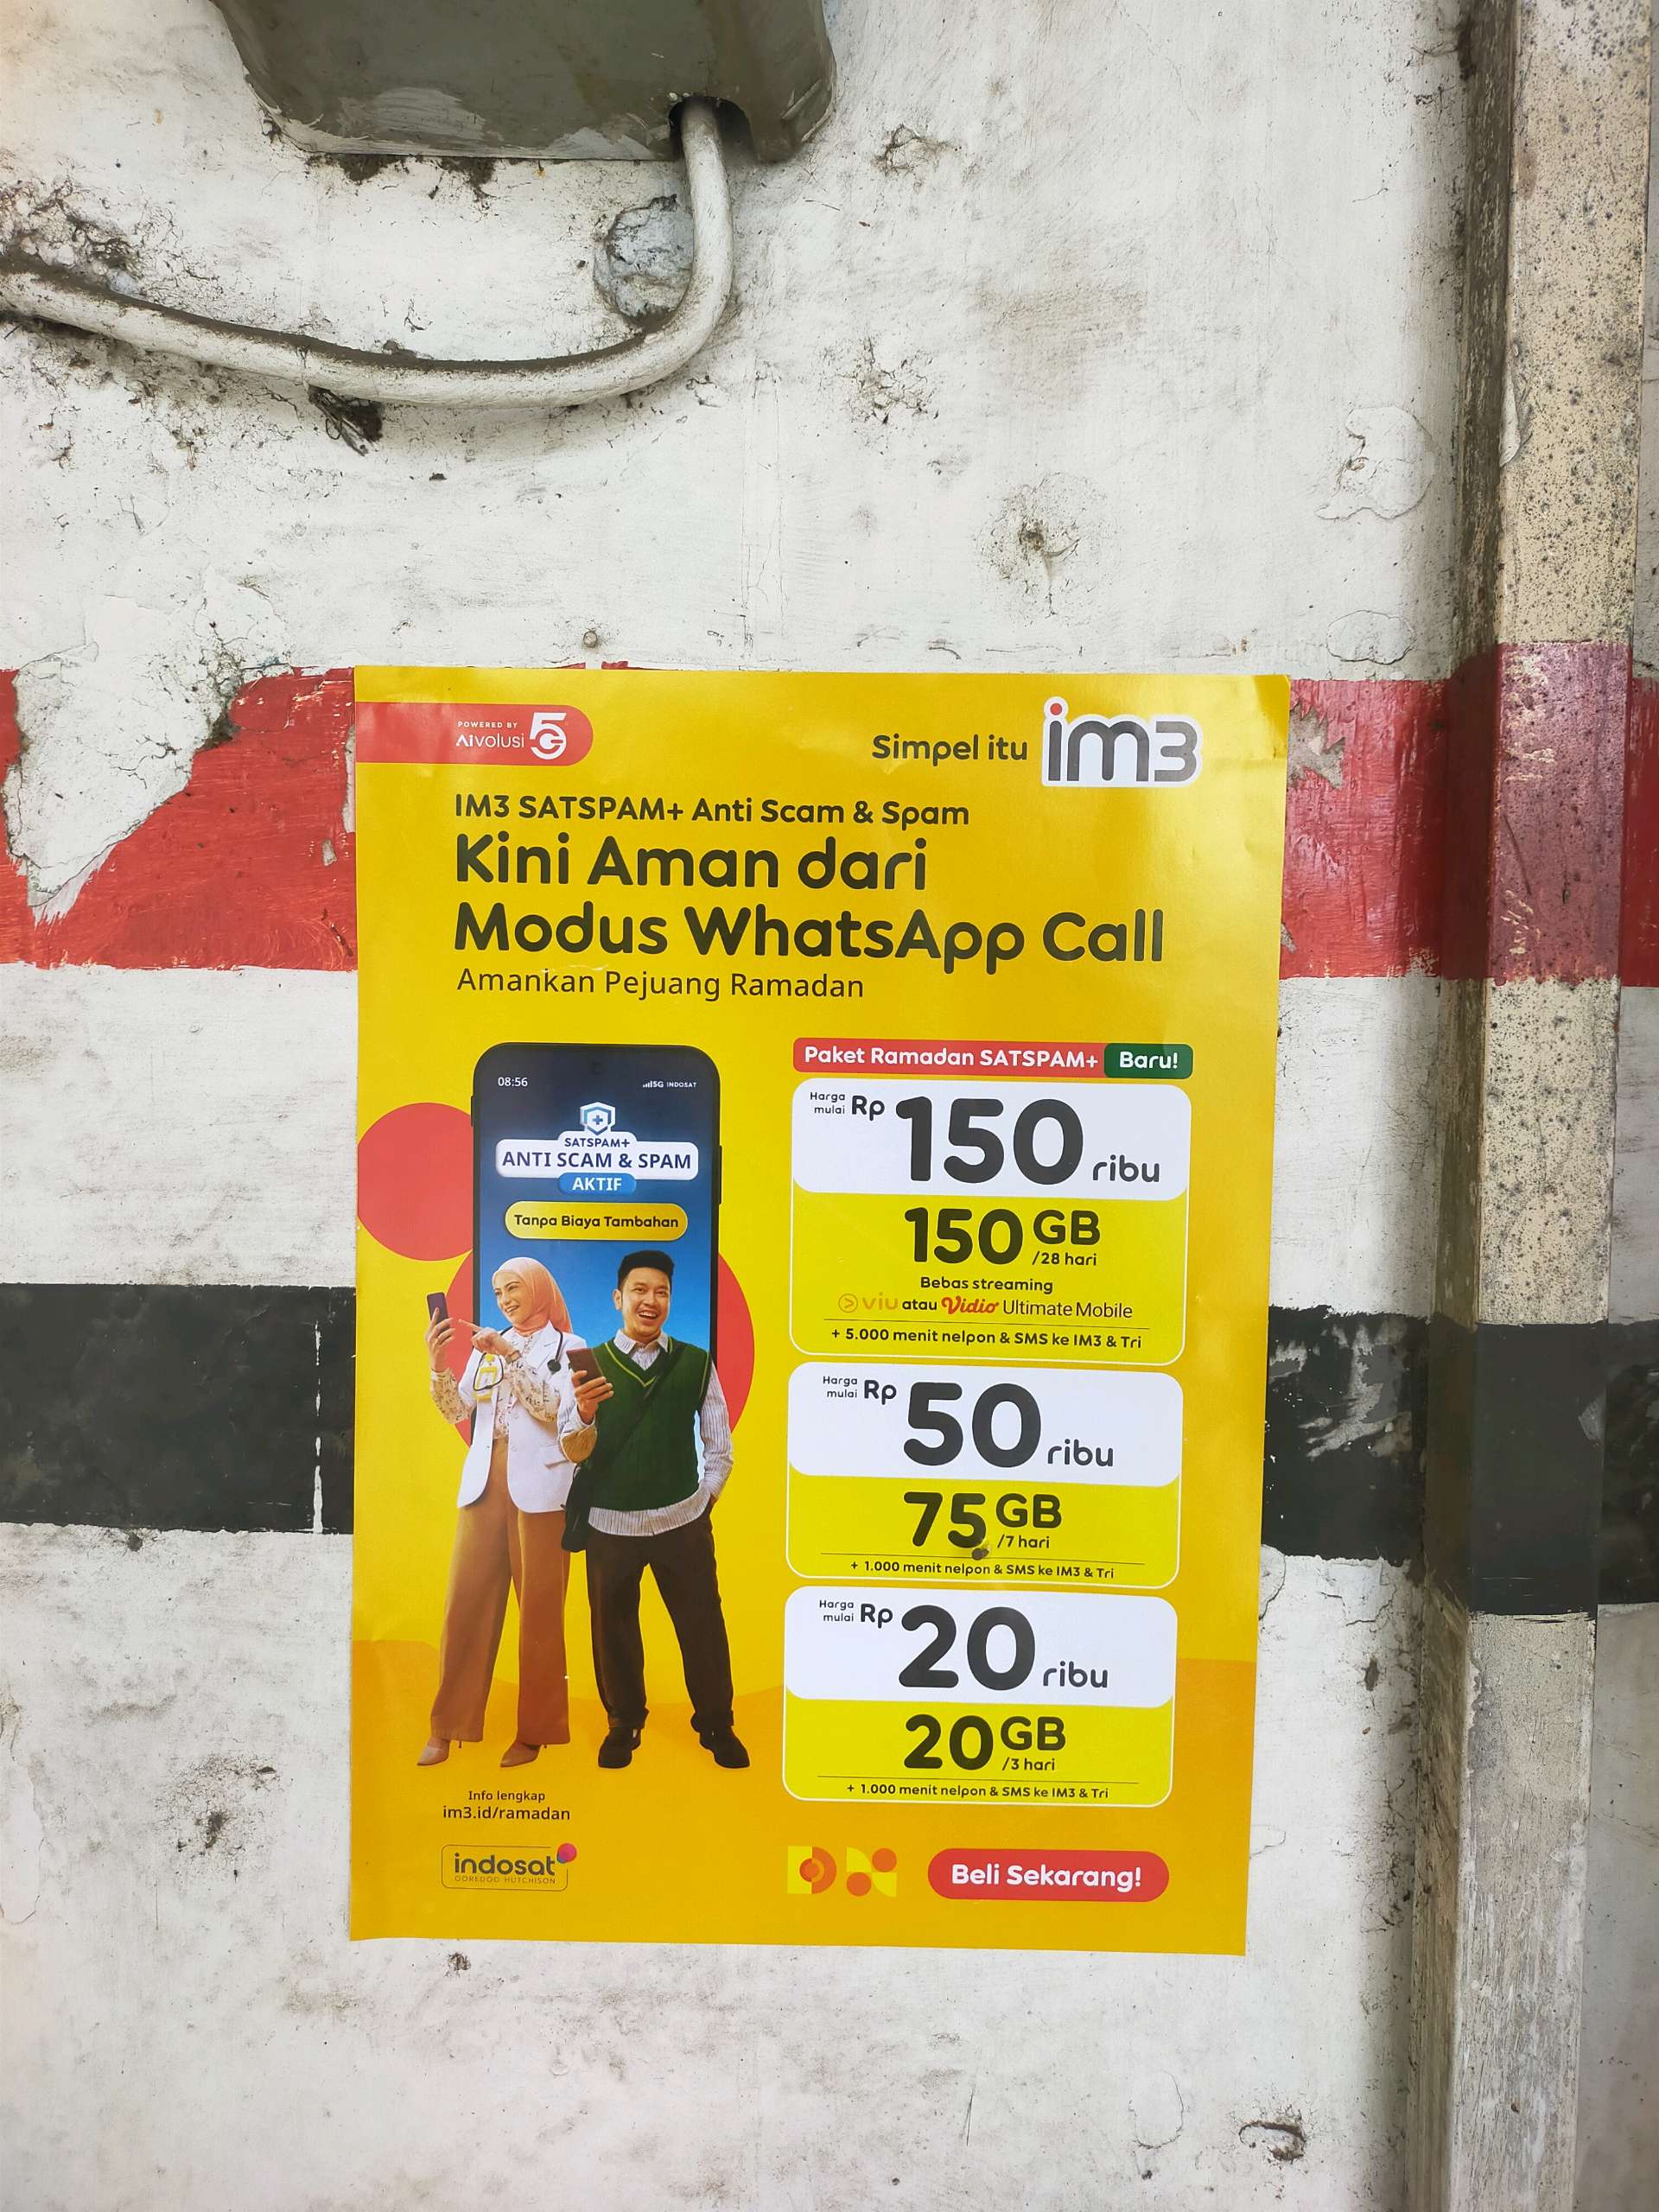 POWERED BY
AIvolusi 5G
Simpel itu im3
IM3 SATSPAM+ Anti Scam & Spam
Kini Aman dari
Modus WhatsApp Call
Amankan Pejuang Ramadan
08:56
5G INDOSAT
SATSPAM+
ANTI SCAM & SPAM
AKTIF
Tanpa Biaya Tambahan
Paket Ramadan SATSPAM+ Baru!
Harga mulai Rp 150 ribu
150 GB
/28 hari
Bebas streaming
viu atau Vidio Ultimate Mobile
+ 5.000 menit nelpon & SMS ke IM3 & Tri
Harga mulai Rp 50 ribu
75 GB
/7 hari
+ 1.000 menit nelpon & SMS ke IM3 & Tri
Harga mulai Rp 20 ribu
20 GB
/3 hari
+ 1.000 menit nelpon & SMS ke IM3 & Tri
Info lengkap
im3.id/ramadan
indosat
OOREDOO HUTCHISON
Beli Sekarang!